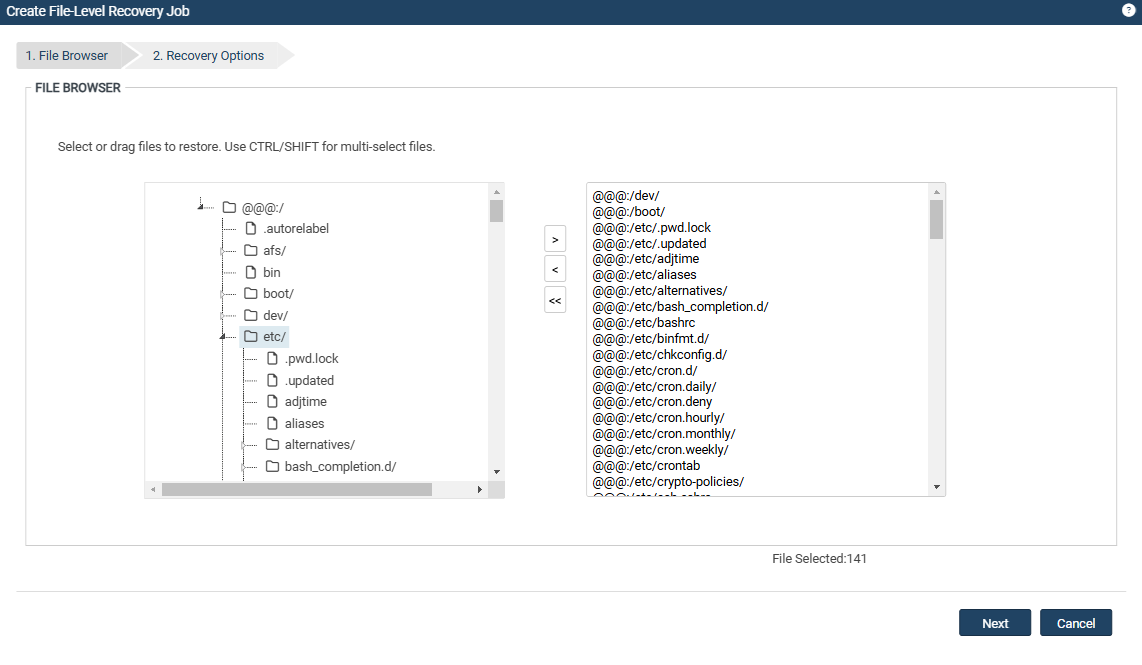 Create File-Level Recovery Job
?
1. File Browser
2. Recovery Options
FILE BROWSER
Select or drag files to restore. Use CTRL/SHIFT for multi-select files.
@@@:/
.autorelabel
afs/
bin
boot/
dev/
etc/
.pwd.lock
.updated
adjtime
aliases
alternatives/
bash_completion.d/
>
<
<<
@@@:/dev/
@@@:/boot/
@@@:/etc/.pwd.lock
@@@:/etc/.updated
@@@:/etc/adjtime
@@@:/etc/aliases
@@@:/etc/alternatives/
@@@:/etc/bash_completion.d/
@@@:/etc/bashrc
@@@:/etc/binfmt.d/
@@@:/etc/chkconfig.d/
@@@:/etc/cron.d/
@@@:/etc/cron.daily/
@@@:/etc/cron.deny
@@@:/etc/cron.hourly/
@@@:/etc/cron.monthly/
@@@:/etc/cron.weekly/
@@@:/etc/crontab
@@@:/etc/crypto-policies/
File Selected:141
Next
Cancel